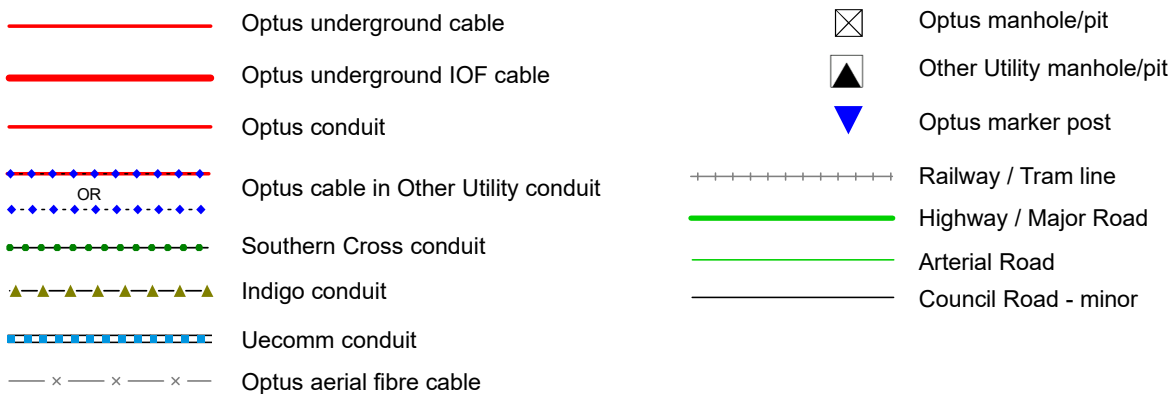 Optus underground cable
Optus underground IOF cable
Optus conduit
OR
Optus cable in Other Utility conduit
Southern Cross conduit
Indigo conduit
Uecomm conduit
Optus aerial fibre cable
Optus manhole/pit
Other Utility manhole/pit
Optus marker post
Railway / Tram line
Highway / Major Road
Arterial Road
Council Road - minor